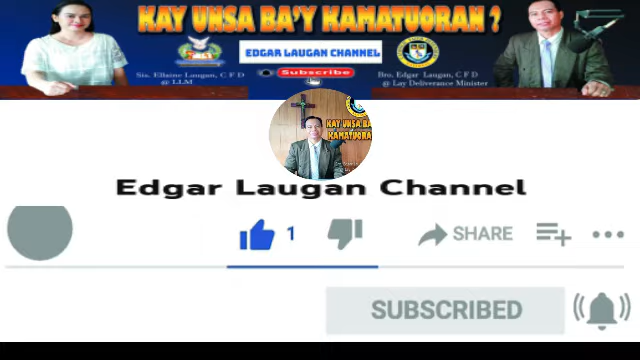 KAY UNSA BA'Y KAMATUORAN ?
EDGAR LAUGAN CHANNEL
Subscribe
Sis. Ellaine Laugan, C F D
@ LLM
Bro. Edgar Laugan, C F D
@ Lay Deliverance Minister
KAY UNSA BA
KAMATUORAN
Edgar Laugan Channel
1
SHARE
SUBSCRIBED